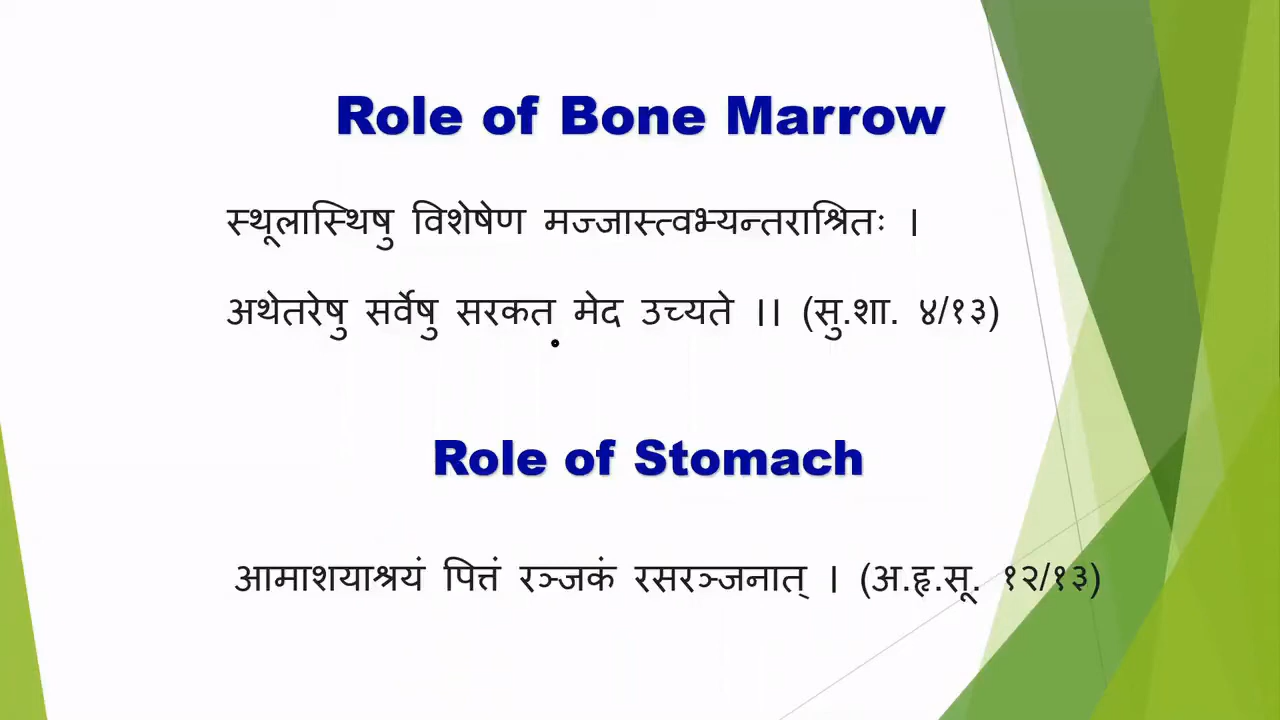 Role of Bone Marrow
स्थूलास्थिषु विशेषेण मज्जास्त्वभ्यन्तराश्रितः ।
अथेतरेषु सर्वेषु सरकत॰ मेद उच्यते ।। (सु.शा. ४/१३)
Role of Stomach
आमाशयाश्रयं पित्तं रञ्जकं रसरञ्जनात् । (अ.हृ.सू. १२/१३)